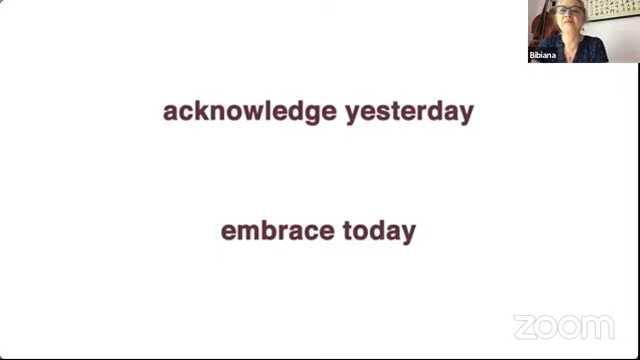 Bibiana
acknowledge yesterday
embrace today
zoom